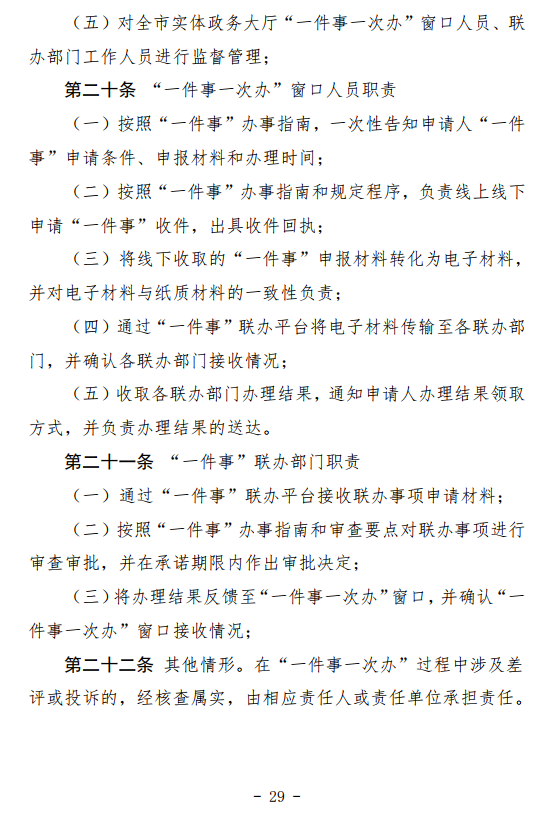 （五）对全市实体政务大厅“一件事一次办”窗口人员、联
办部门工作人员进行监督管理；
第二十条 “一件事一次办”窗口人员职责
（一）按照“一件事”办事指南，一次性告知申请人“一件
事”申请条件、申报材料和办理时间；
（二）按照“一件事”办事指南和规定程序，负责线上线下
申请“一件事”收件，出具收件回执；
（三）将线下收取的“一件事”申报材料转化为电子材料，
并对电子材料与纸质材料的一致性负责；
（四）通过“一件事”联办平台将电子材料传输至各联办部
门，并确认各联办部门接收情况；
（五）收取各联办部门办理结果，通知申请人办理结果领取
方式，并负责办理结果的送达。
第二十一条 “一件事”联办部门职责
（一）通过“一件事”联办平台接收联办事项申请材料；
（二）按照“一件事”办事指南和审查要点对联办事项进行
审查审批，并在承诺期限内作出审批决定；
（三）将办理结果反馈至“一件事一次办”窗口，并确认“一
件事一次办”窗口接收情况；
第二十二条 其他情形。在“一件事一次办”过程中涉及差
评或投诉的，经核查属实，由相应责任人或责任单位承担责任。
- 29 -